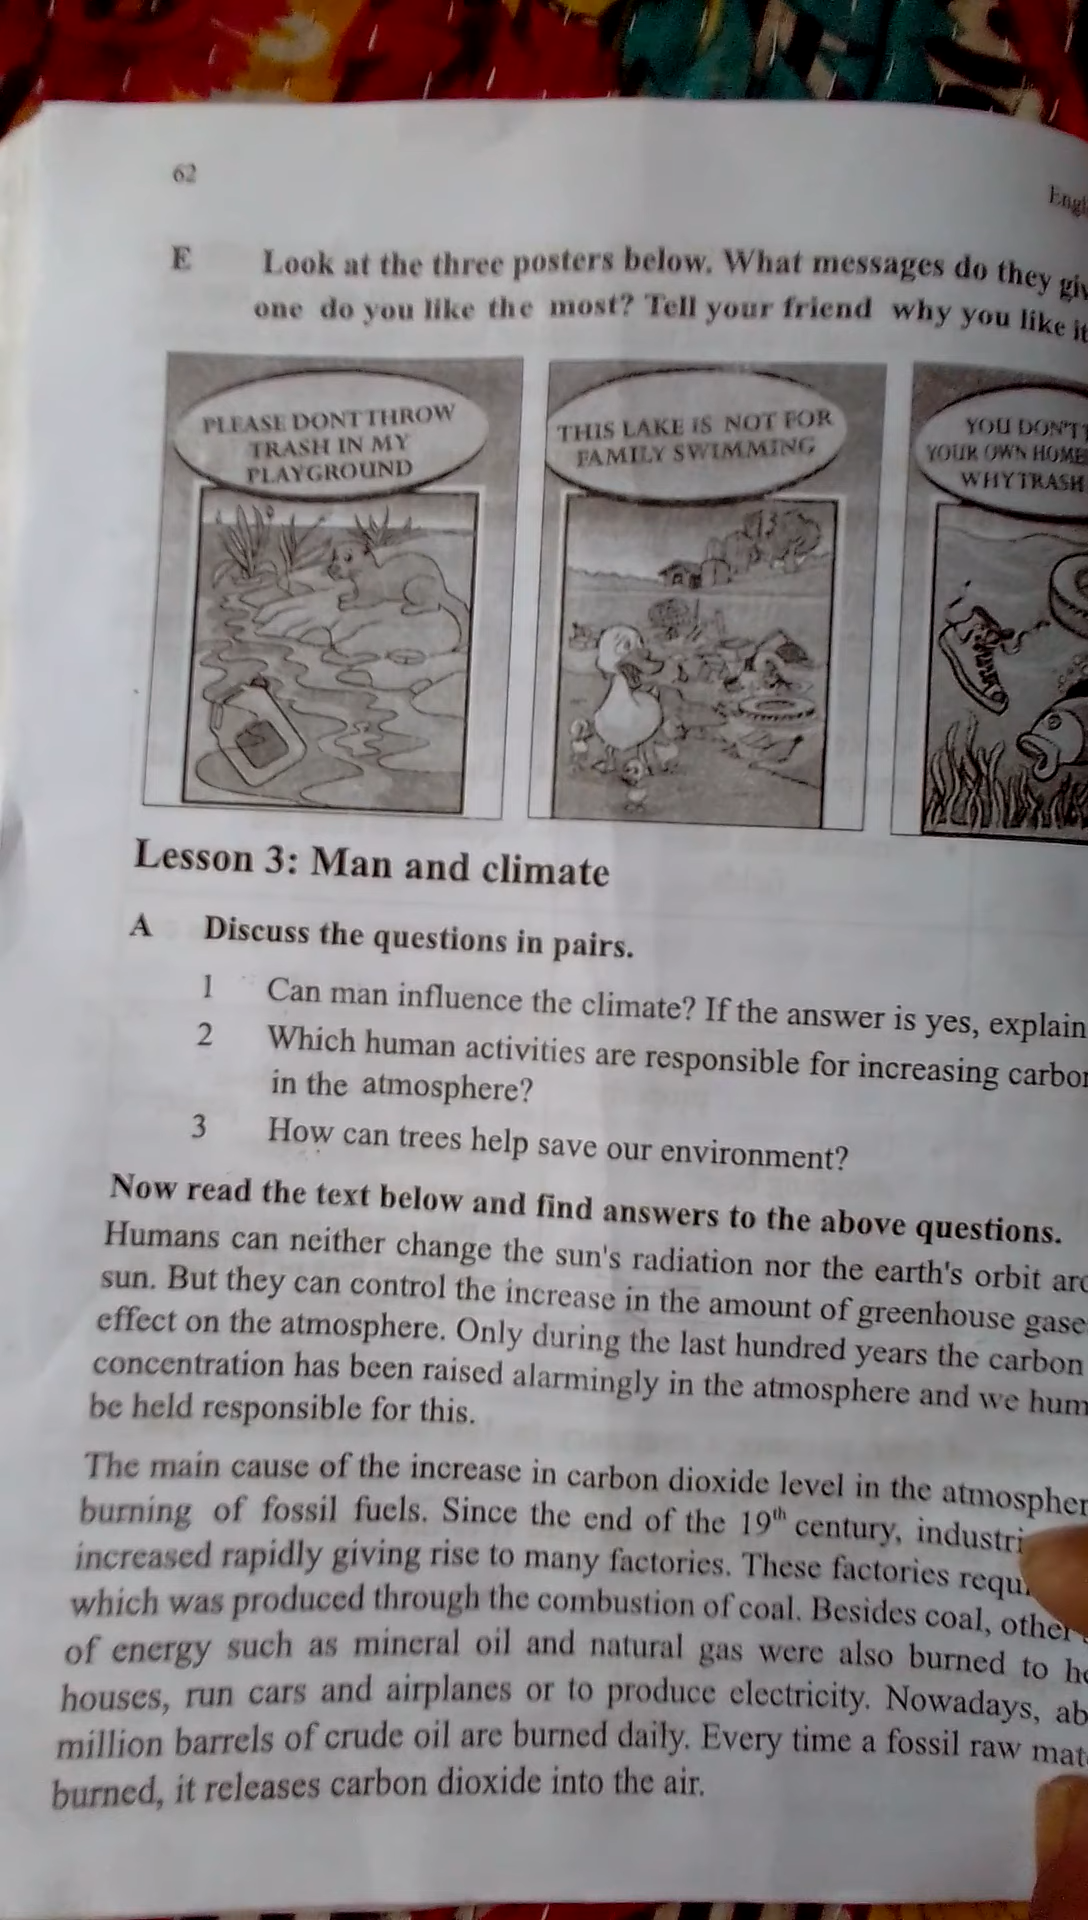 62
Engl
E Look at the three posters below. What messages do they giv
one do you like the most? Tell your friend why you like it
PLEASE DONT THROW
TRASH IN MY
PLAYGROUND
THIS LAKE IS NOT FOR
FAMILY SWIMMING
YOU DON'T
YOUR OWN HOME
WHY TRASH
Lesson 3: Man and climate
A Discuss the questions in pairs.
1 Can man influence the climate? If the answer is yes, explain
2 Which human activities are responsible for increasing carbon
in the atmosphere?
3 How can trees help save our environment?
Now read the text below and find answers to the above questions.
Humans can neither change the sun's radiation nor the earth's orbit aro
sun. But they can control the increase in the amount of greenhouse gase
effect on the atmosphere. Only during the last hundred years the carbon
concentration has been raised alarmingly in the atmosphere and we hum
be held responsible for this.
The main cause of the increase in carbon dioxide level in the atmospher
burning of fossil fuels. Since the end of the 19th century, industri
increased rapidly giving rise to many factories. These factories requ
which was produced through the combustion of coal. Besides coal, other
of energy such as mineral oil and natural gas were also burned to he
houses, run cars and airplanes or to produce electricity. Nowadays, ab
million barrels of crude oil are burned daily. Every time a fossil raw mat
burned, it releases carbon dioxide into the air.